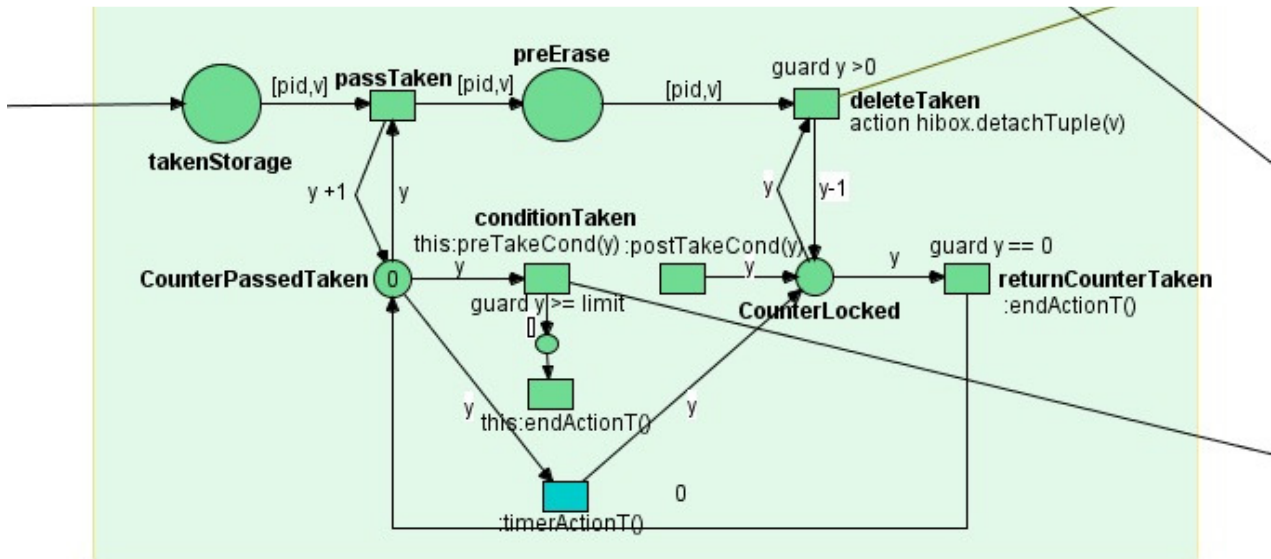 preErase
guard y >0
[pid,v]
passTaken
[pid,v]
[pid,v]
deleteTaken
action hibox.detachTuple(v)
takenStorage
y +1
y
y
y-1
conditionTaken
this:preTakeCond(y)
:postTakeCond(y)
guard y == 0
CounterPassedTaken
0
y
y
y
returnCounterTaken
:endActionT()
guard y >= limit
CounterLocked
[]
y
y
this:endActionT()
0
:timerActionT()